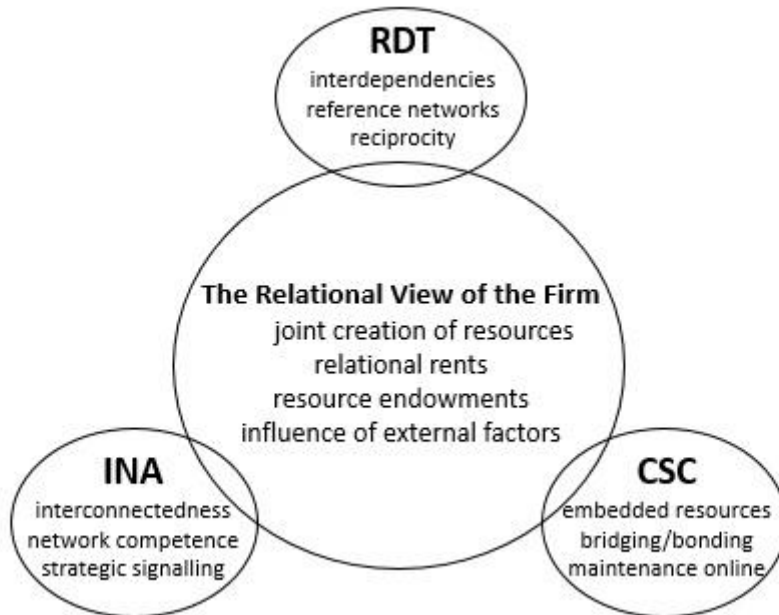 RDT
interdependencies
reference networks
reciprocity
The Relational View of the Firm
joint creation of resources
relational rents
resource endowments
influence of external factors
INA
interconnectedness
network competence
strategic signalling
CSC
embedded resources
bridging/bonding
maintenance online